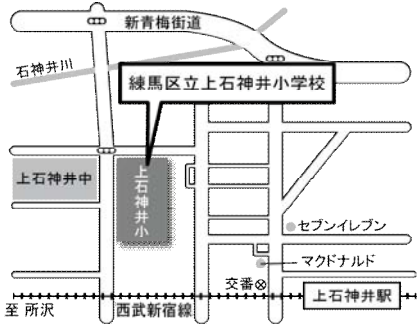 新青梅街道
石神井川
練馬区立上石神井小学校
上石神井中
上石神井小
セブンイレブン
マクドナルド
交番
上石神井駅
至 所沢
西武新宿線